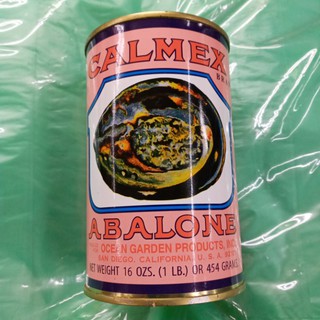 CALMEX
BRAND
ABALONE
OCEAN GARDEN PRODUCTS, INC.
SAN DIEGO, CALIFORNIA U. S. A.
NET WEIGHT 16 OZS. (1 LB.) OR 454 GRAMS